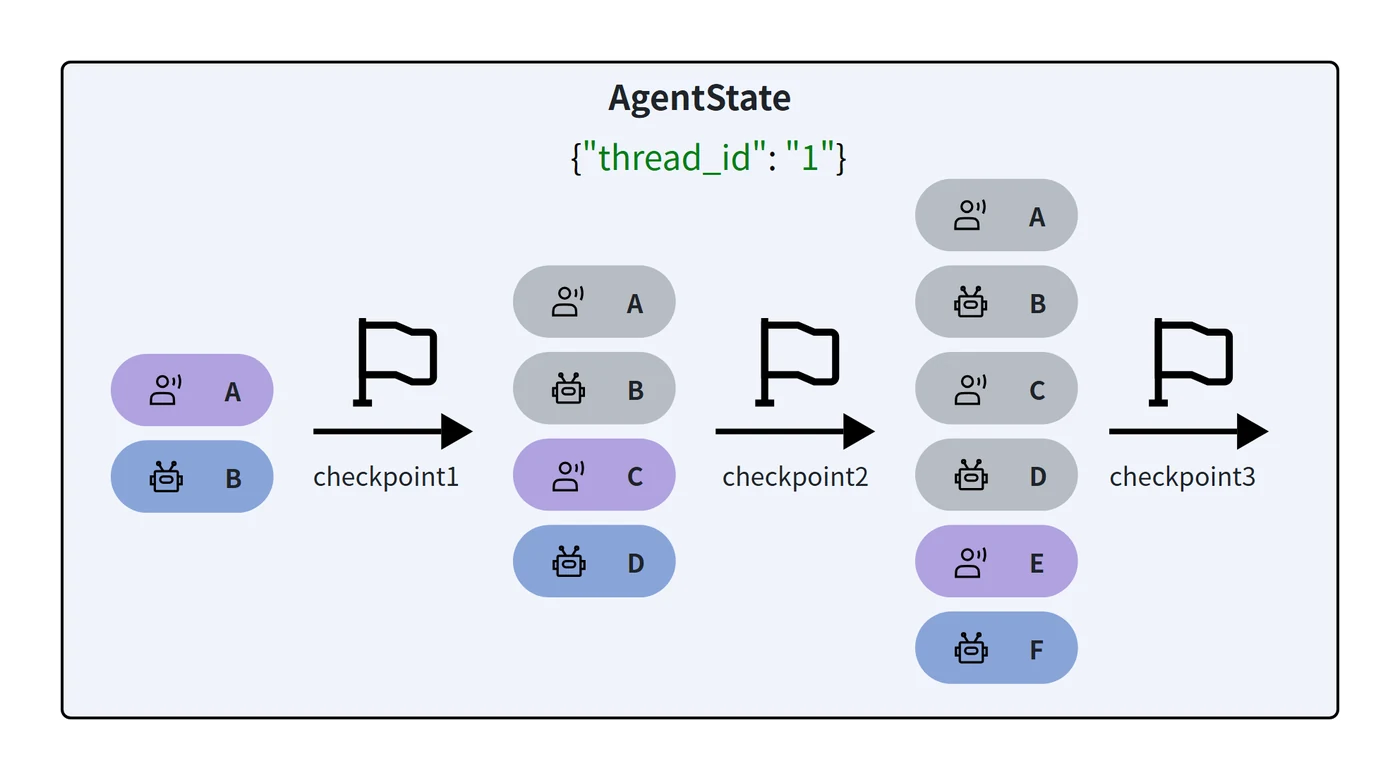 AgentState
{"thread_id": "1"}
A
B
checkpoint1
A
B
C
D
checkpoint2
A
B
C
D
E
F
checkpoint3